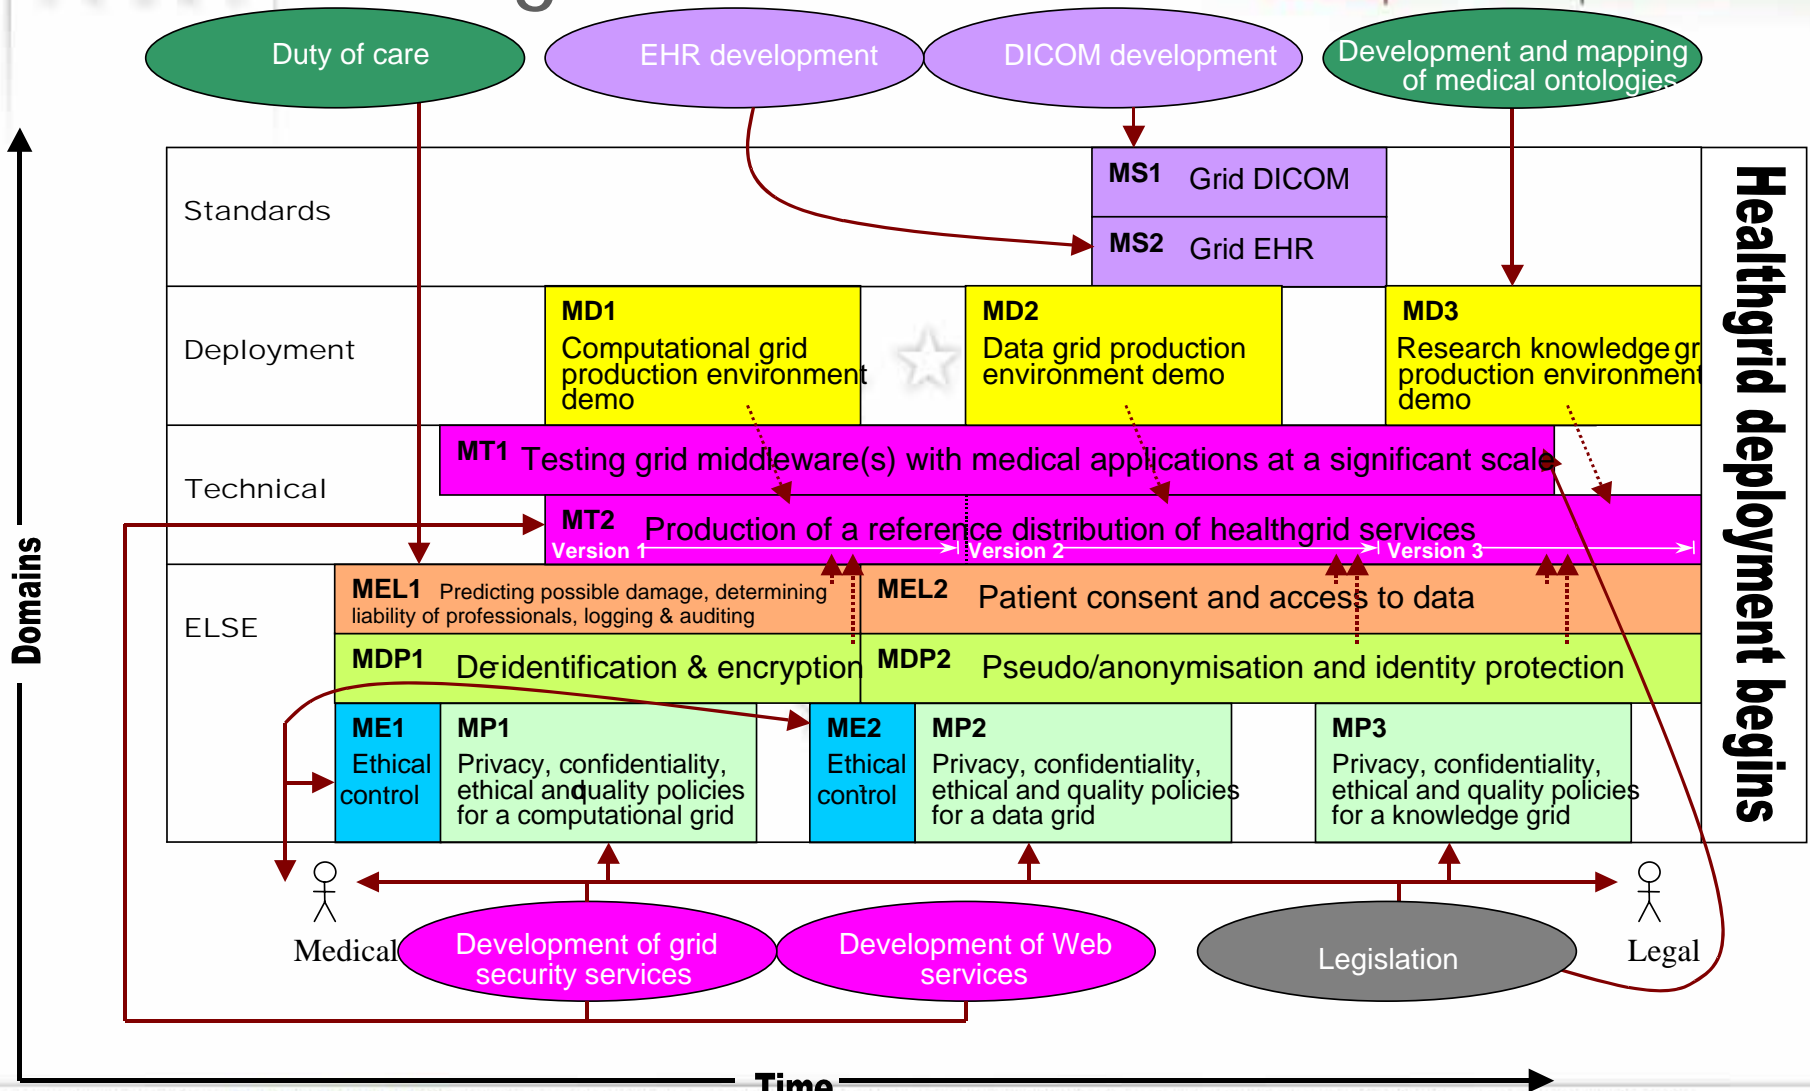 Duty of care
EHR development
DICOM development
Development and mapping
of medical ontologies
Standards
MS1 Grid DICOM
MS2 Grid EHR
Deployment
MD1
Computational grid
production environment
demo
MD2
Data grid production
environment demo
MD3
Research knowledge gr
production environment
demo
Technical
MT1 Testing grid middleware(s) with medical applications at a significant scale
MT2 Production of a reference distribution of healthgrid services
Version 1
Version 2
Version 3
ELSE
MEL1 Predicting possible damage, determining
liability of professionals, logging & auditing
MEL2 Patient consent and access to data
MDP1 De-identification & encryption
MDP2 Pseudo/anonymisation and identity protection
ME1
Ethical
control
MP1
Privacy, confidentiality,
ethical and quality policies
for a computational grid
ME2
Ethical
control
MP2
Privacy, confidentiality,
ethical and quality policies
for a data grid
MP3
Privacy, confidentiality,
ethical and quality policies
for a knowledge grid
Healthgrid deployment begins
Domains
Medical
Development of grid
security services
Development of Web
services
Legislation
Legal
Time